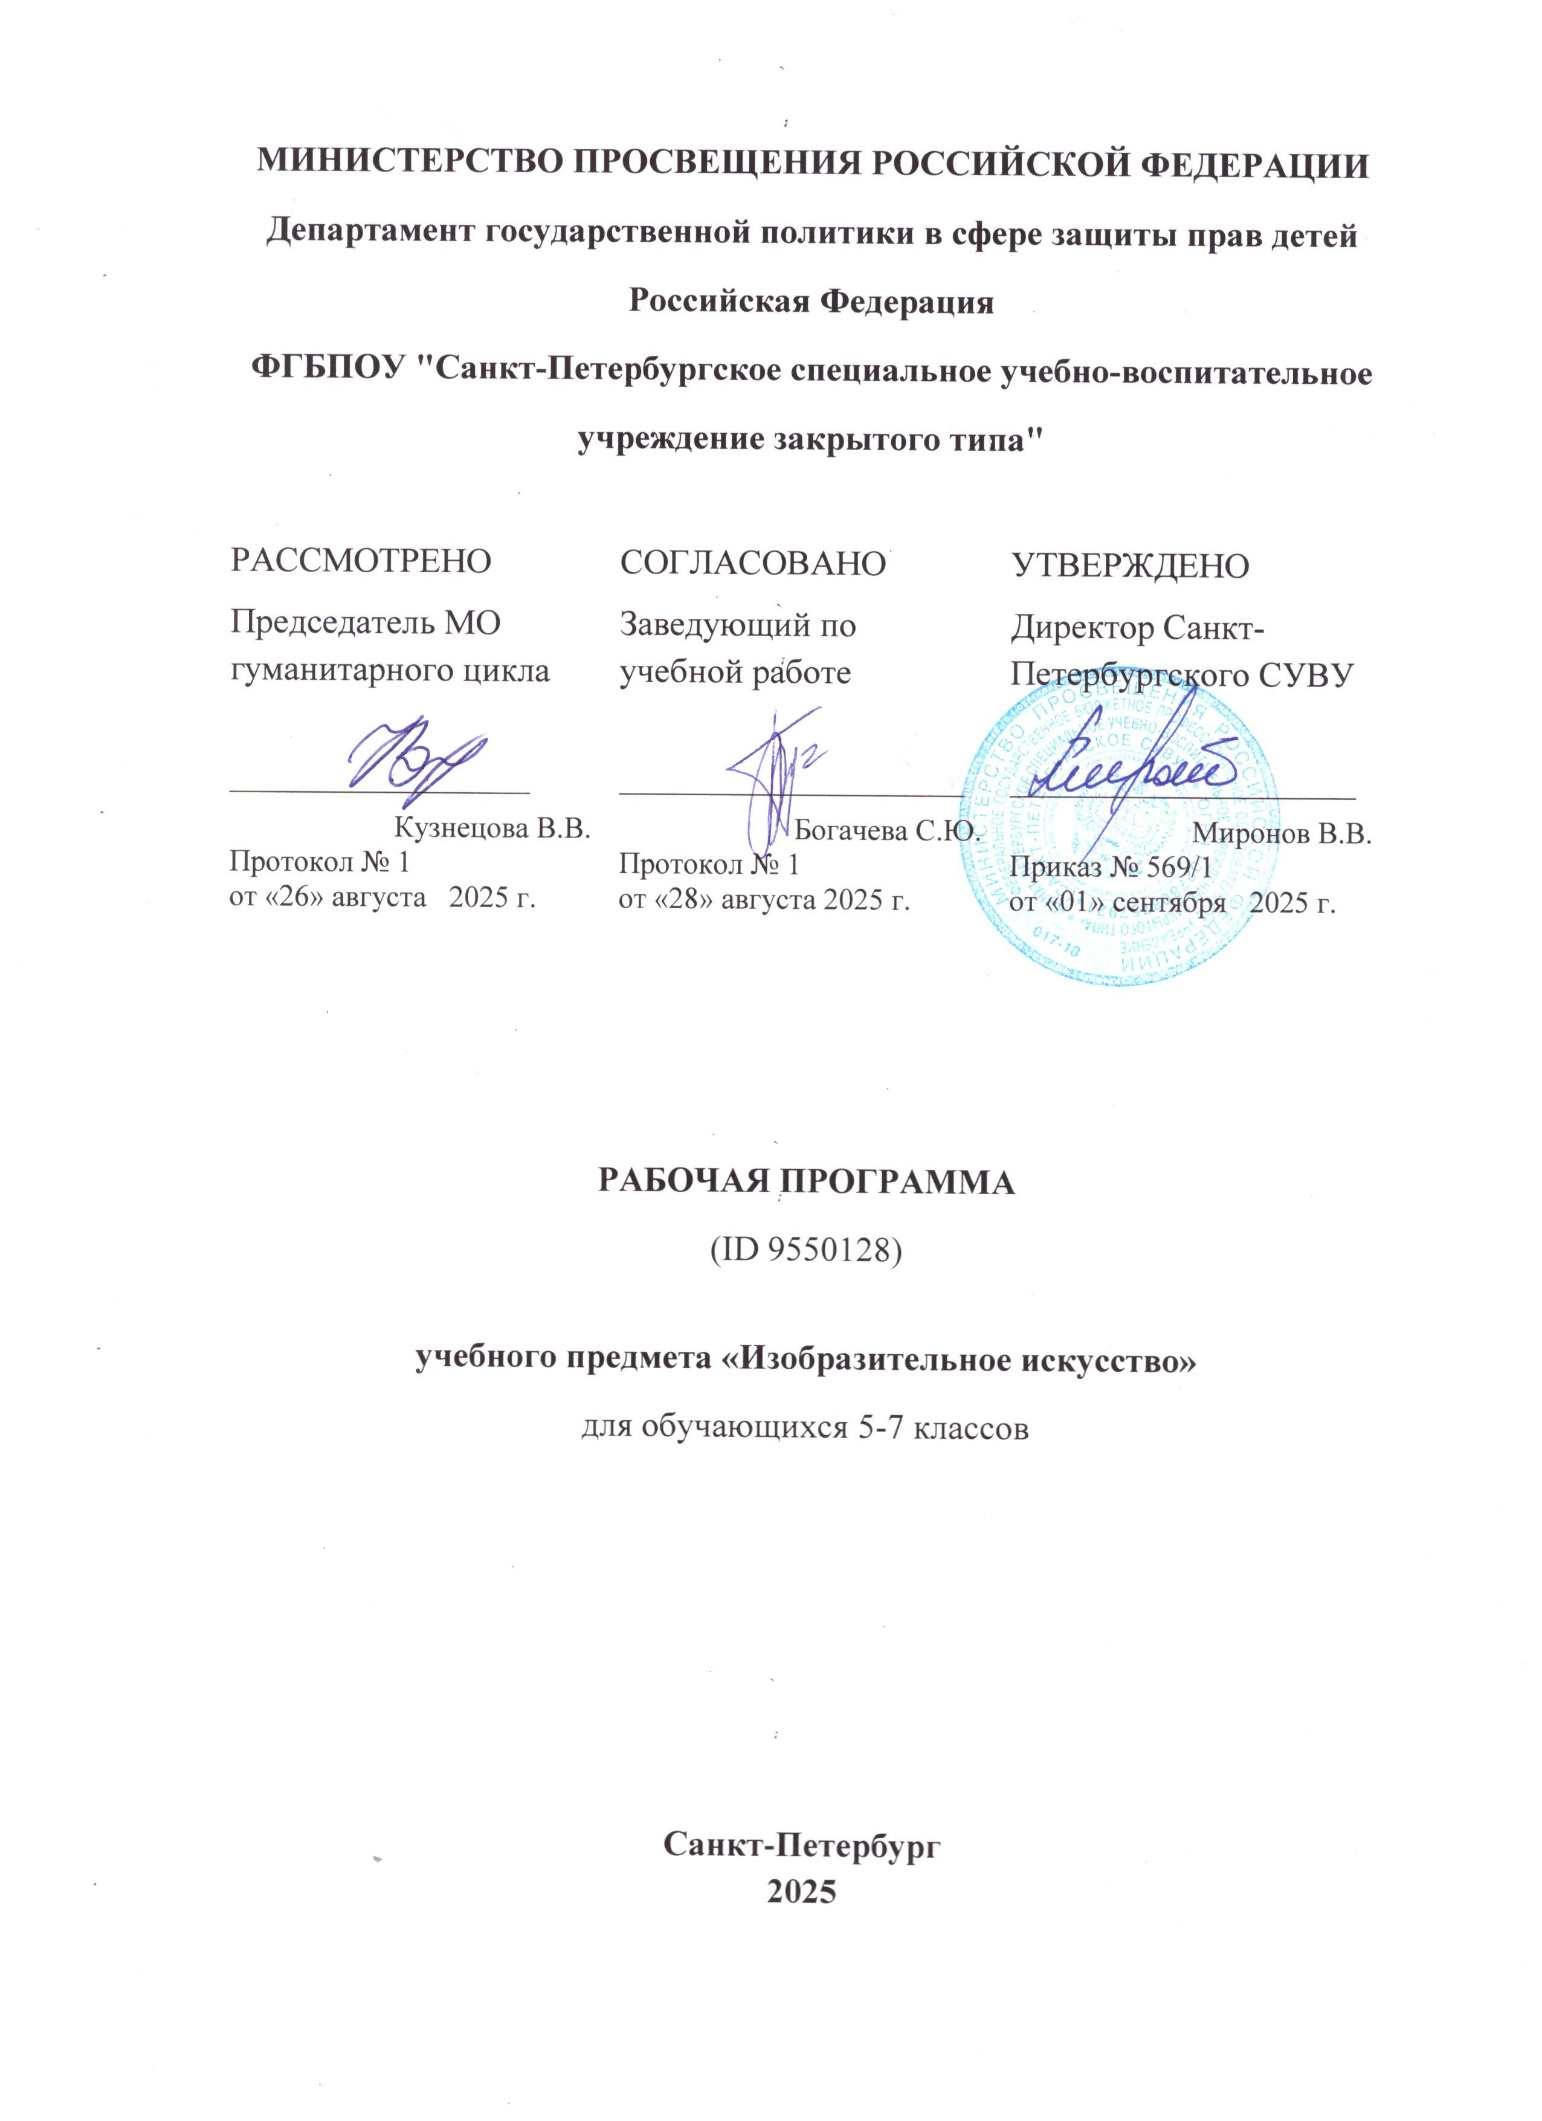 МИНИСТЕРСТВО ПРОСВЕЩЕНИЯ РОССИЙСКОЙ ФЕДЕРАЦИИ
Департамент государственной политики в сфере защиты прав детей
Российская Федерация
ФГБПОУ "Санкт-Петербургское специальное учебно-воспитательное
учреждение закрытого типа"
РАССМОТРЕНО
Председатель МО
гуманитарного цикла
Кузнецова В.В.
Протокол № 1
от «26» августа 2025 г.
СОГЛАСОВАНО
Заведующий по
учебной работе
Богачева С.Ю.
Протокол № 1
от «28» августа 2025 г.
УТВЕРЖДЕНО
Директор Санкт-
Петербургского СУВУ
Миронов В.В.
Приказ № 569/1
от «01» сентября 2025 г.
МИНИСТЕРСТВО ПРОСВЕЩЕНИЯ РОССИЙСКОЙ ФЕДЕРАЦИИ
РАБОЧАЯ ПРОГРАММА
(ID 9550128)
учебного предмета «Изобразительное искусство»
для обучающихся 5-7 классов
Санкт-Петербург
2025